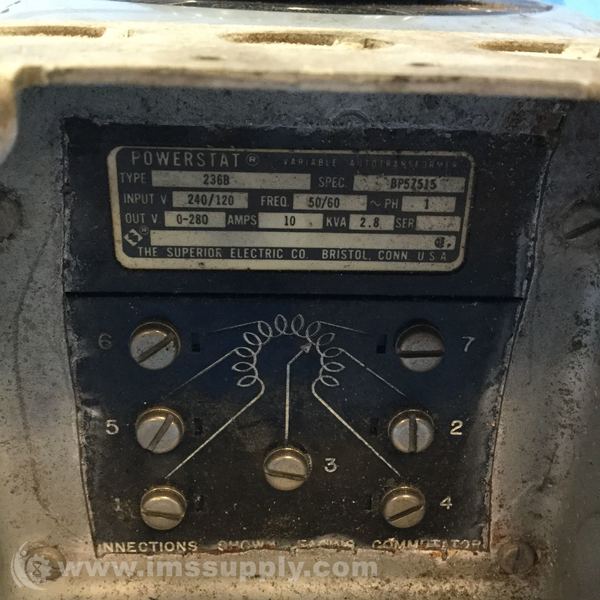 POWERSTAT® VARIABLE AUTOTRANSFORMER
TYPE 236B SPEC. BP57515
INPUT V 240/120 FREQ 50/60 ~ PH 1
OUT V 0-280 AMPS 10 KVA 2.8 SER
THE SUPERIOR ELECTRIC CO. BRISTOL, CONN. U.S.A.
6 7
5 2
3
1 4
NNECTIONS SHOWN FACING COMMUTATOR
www.imssupply.com